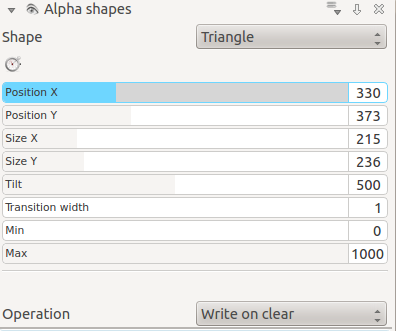 Alpha shapes
Shape Triangle
Position X 330
Position Y 373
Size X 215
Size Y 236
Tilt 500
Transition width 1
Min 0
Max 1000
Operation Write on clear